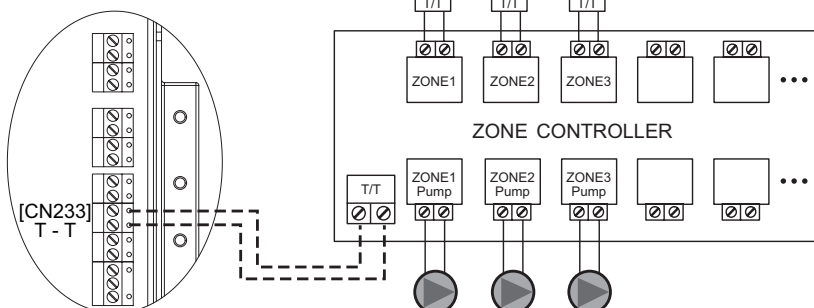 T/T T/T T/T
ZONE1 ZONE2 ZONE3
•••
ZONE CONTROLLER
T/T
ZONE1 Pump
ZONE2 Pump
ZONE3 Pump
•••
[CN233]
T - T